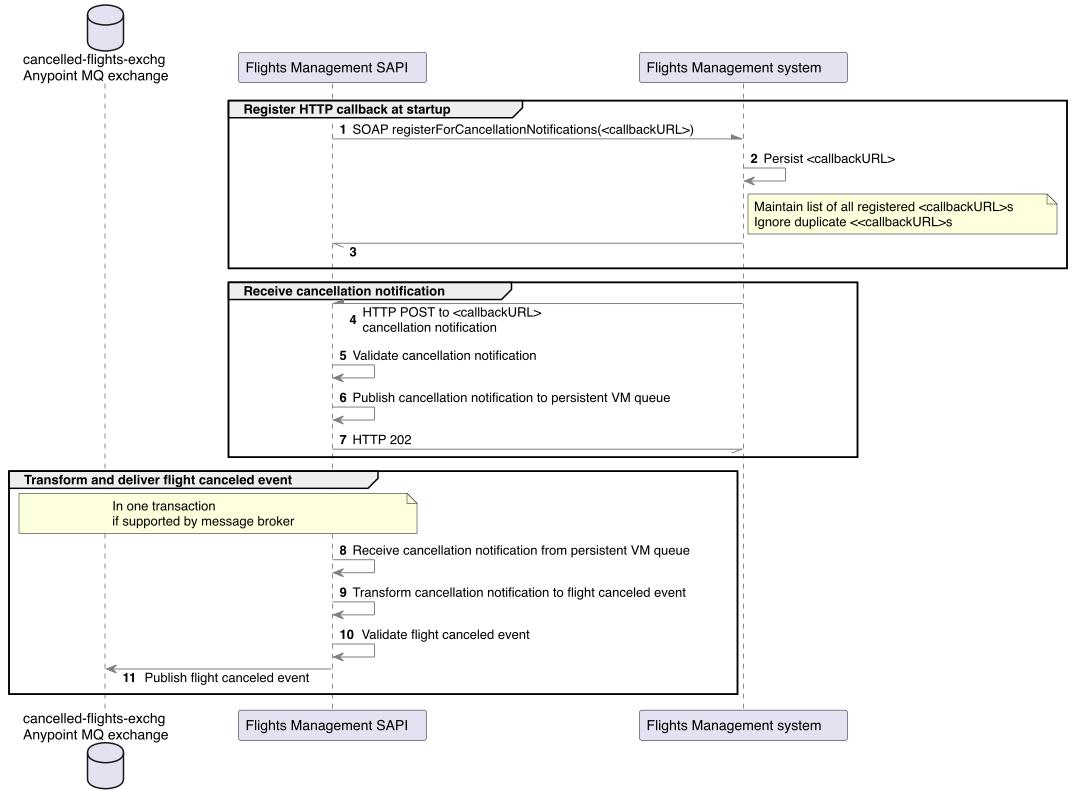 cancelled-flights-exchg
Anypoint MQ exchange
Flights Management SAPI
Flights Management system
Register HTTP callback at startup
1 SOAP registerForCancellationNotifications(<callbackURL>)
2 Persist <callbackURL>
Maintain list of all registered <callbackURL>s
Ignore duplicate <<callbackURL>s
3
Receive cancellation notification
4 HTTP POST to <callbackURL>
cancellation notification
5 Validate cancellation notification
6 Publish cancellation notification to persistent VM queue
7 HTTP 202
Transform and deliver flight canceled event
In one transaction
if supported by message broker
8 Receive cancellation notification from persistent VM queue
9 Transform cancellation notification to flight canceled event
10 Validate flight canceled event
11 Publish flight canceled event
cancelled-flights-exchg
Anypoint MQ exchange
Flights Management SAPI
Flights Management system